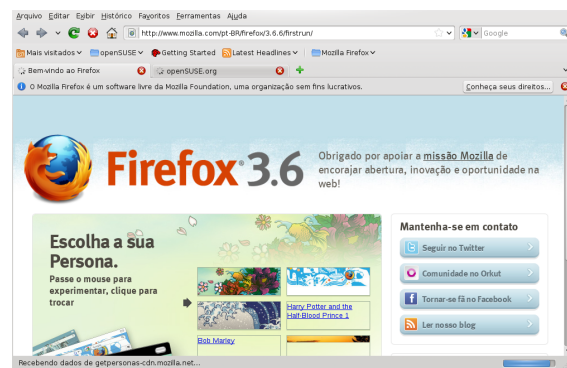 Arquivo Editar Exibir Histórico Favoritos Ferramentas Ajuda
http://www.mozilla.com/pt-BR/firefox/3.6.6/firstrun/ Google
Mais visitados openSUSE Getting Started Latest Headlines Mozilla Firefox
Bem-vindo ao Firefox openSUSE.org
O Mozilla Firefox é um software livre da Mozilla Foundation, uma organização sem fins lucrativos. Conheça seus direitos...
Firefox 3.6
Obrigado por apoiar a missão Mozilla de
encorajar abertura, inovação e oportunidade na
web!
Escolha a sua
Persona.
Passe o mouse para
experimentar, clique para
trocar
Harry Potter and the
Half-Blood Prince 1
Bob Marley
Mantenha-se em contato
Seguir no Twitter
Comunidade no Orkut
Tornar-se fã no Facebook
Ler nosso blog
Recebendo dados de getpersonas-cdn.mozilla.net...